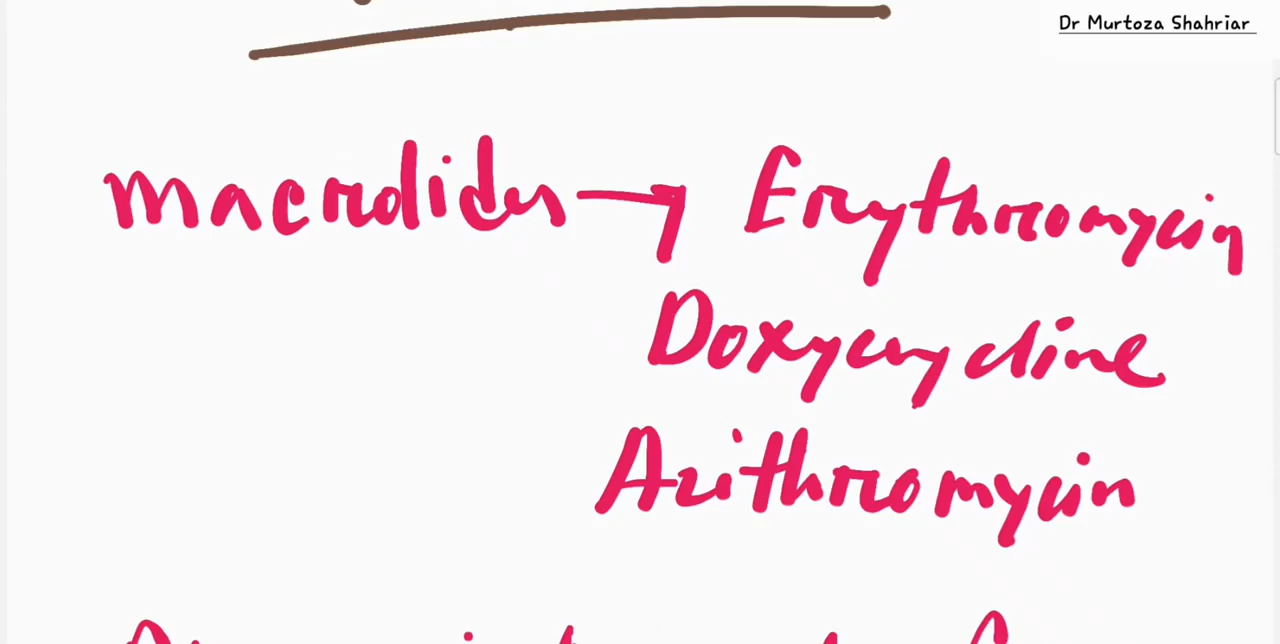 Dr Murtoza Shahriar
Macrolides → Erythromycin
Doxycycline
Azithromycin